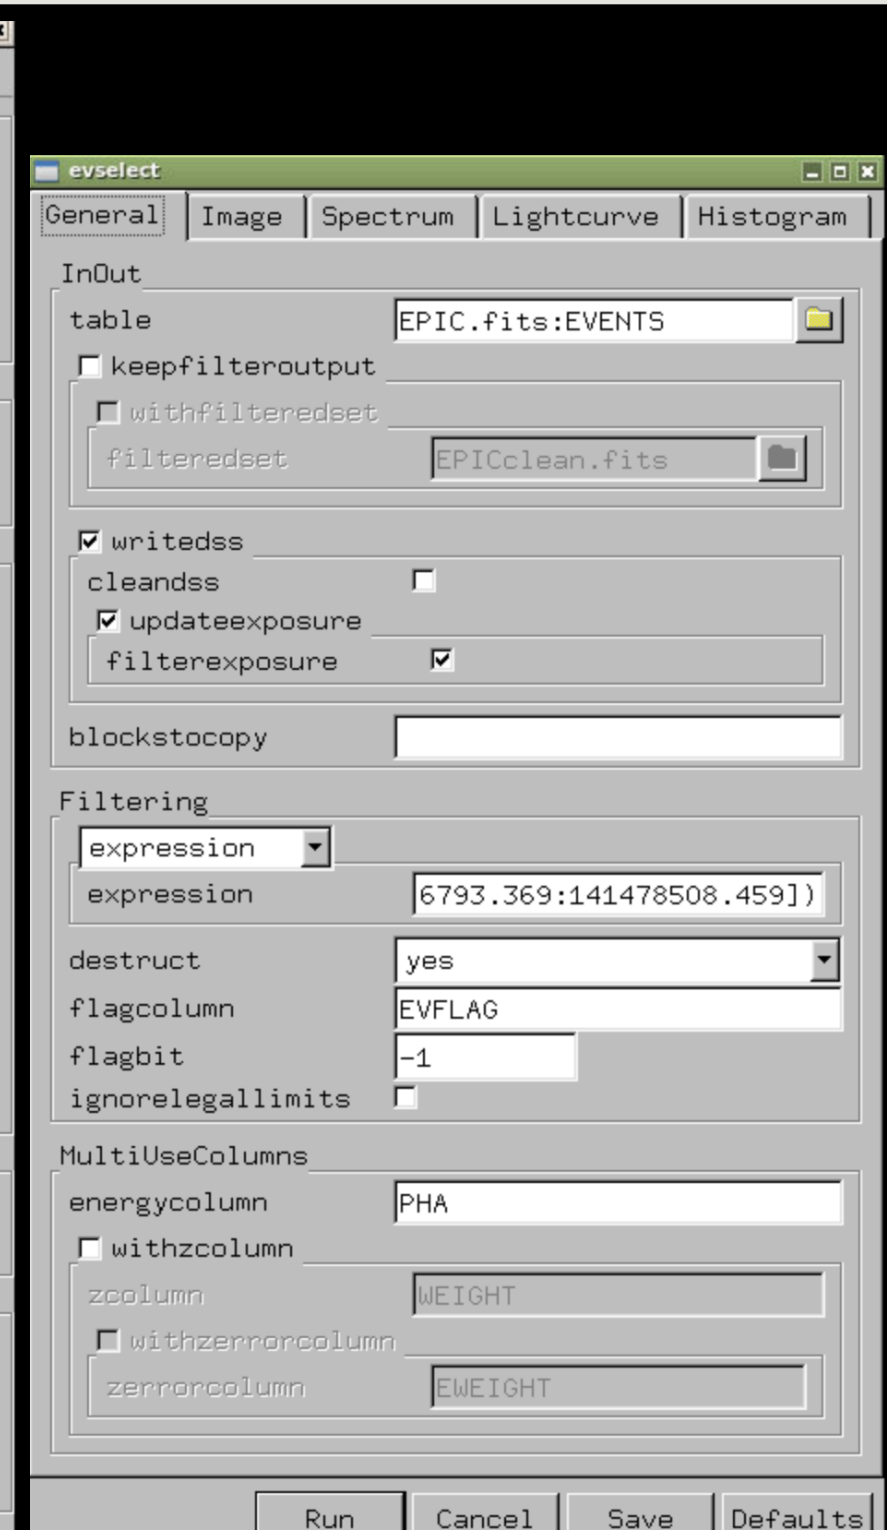 evselect
General Image Spectrum Lightcurve Histogram
InOut
table EPIC.fits:EVENTS
keepfilteroutput
withfilteredset
filteredset EPICclean.fits
writedss
cleandss
updateexposure
filterexposure
blockstocopy
Filtering
expression
expression 6793.369:141478508.459])
destruct yes
flagcolumn EVFLAG
flagbit -1
ignorelegallimits
MultiUseColumns
energycolumn PHA
withzcolumn
zcolumn WEIGHT
withzerrorcolumn
zerrorcolumn EWEIGHT
Run Cancel Save Defaults